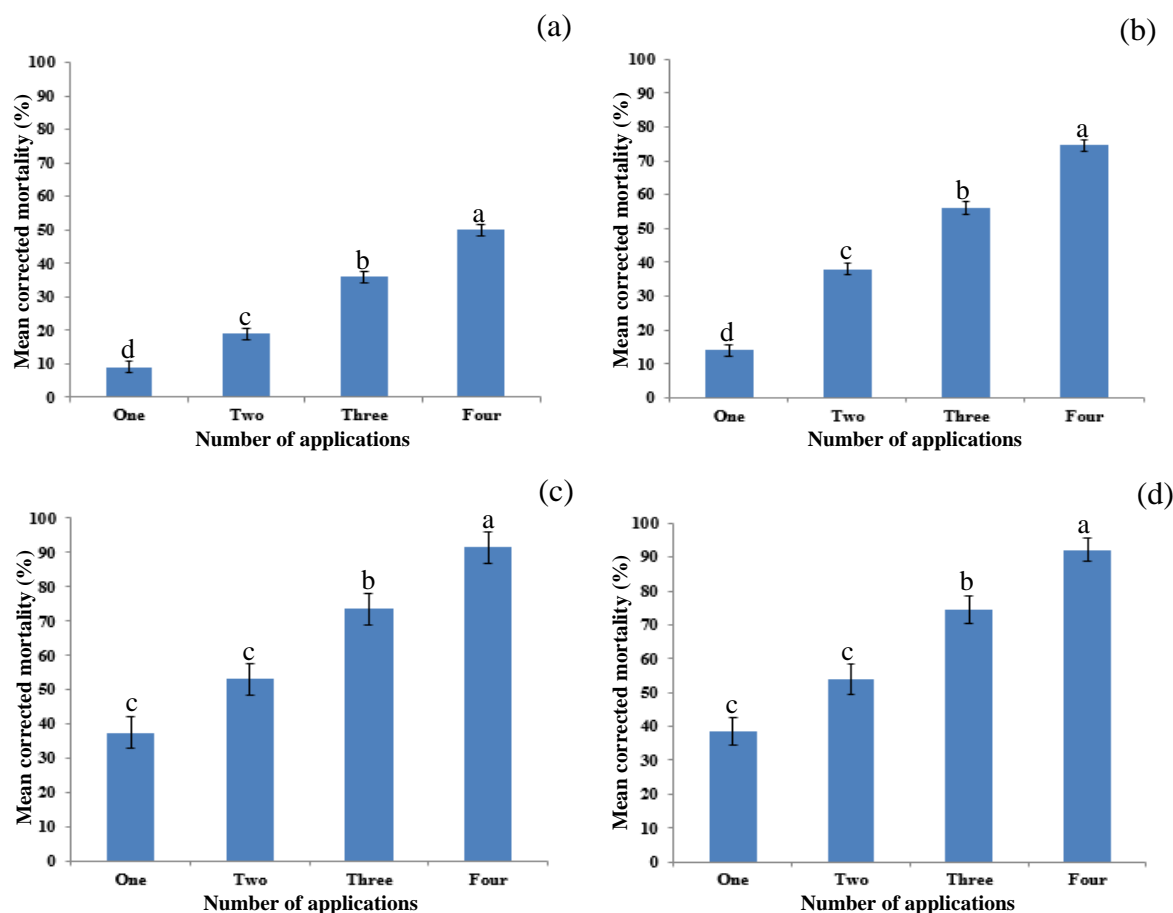 (a)
Mean corrected mortality (%)
100
90
80
70
60
50
40
30
20
10
0
d
c
b
a
One Two Three Four
Number of applications
(b)
Mean corrected mortality (%)
100
90
80
70
60
50
40
30
20
10
0
d
c
b
a
One Two Three Four
Number of applications
(c)
Mean corrected mortality (%)
100
90
80
70
60
50
40
30
20
10
0
c
c
b
a
One Two Three Four
Number of applications
(d)
Mean corrected mortality (%)
100
90
80
70
60
50
40
30
20
10
0
c
c
b
a
One Two Three Four
Number of applications